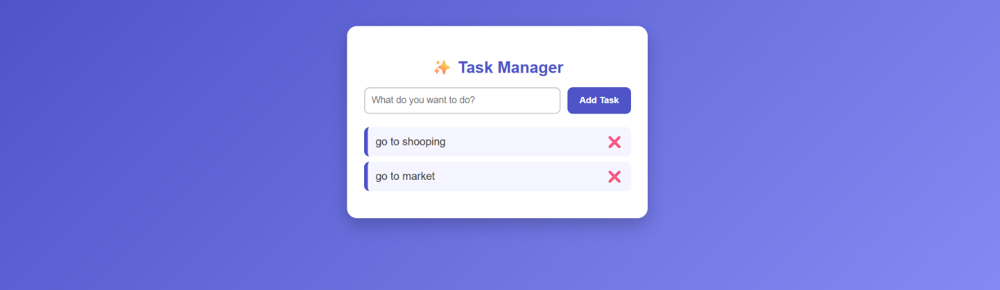 ✨ Task Manager
What do you want to do?
Add Task
go to shooping
go to market